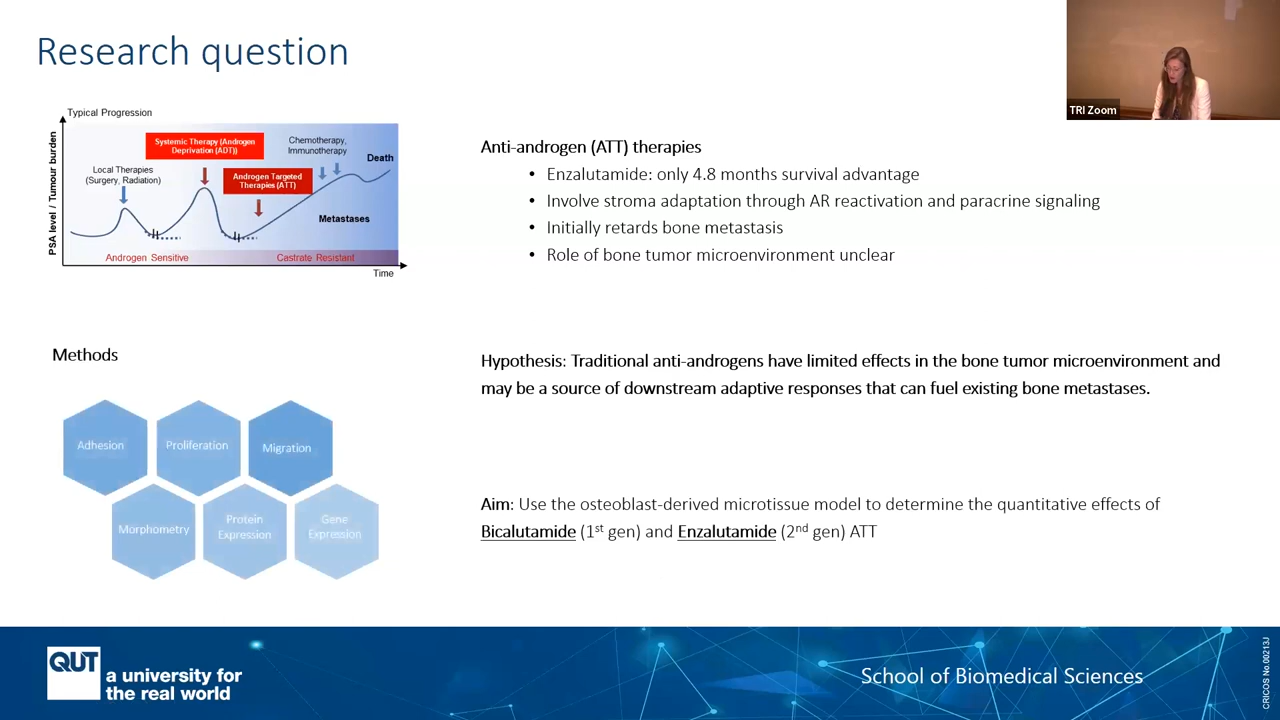 Research question
TRI Zoom
Typical Progression
PSA level / Tumour burden
Systemic Therapy (Androgen
Deprivation (ADT))
Chemotherapy,
Immunotherapy
Death
Local Therapies
(Surgery, Radiation)
Androgen Targeted
Therapies (ATT)
Metastases
Androgen Sensitive
Castrate Resistant
Time
Anti-androgen (ATT) therapies
• Enzalutamide: only 4.8 months survival advantage
• Involve stroma adaptation through AR reactivation and paracrine signaling
• Initially retards bone metastasis
• Role of bone tumor microenvironment unclear
Methods
Adhesion
Proliferation
Migration
Morphometry
Protein
Expression
Gene
Expression
Hypothesis: Traditional anti-androgens have limited effects in the bone tumor microenvironment and
may be a source of downstream adaptive responses that can fuel existing bone metastases.
Aim: Use the osteoblast-derived microtissue model to determine the quantitative effects of
Bicalutamide (1st gen) and Enzalutamide (2nd gen) ATT
QUT
a university for
the real world
School of Biomedical Sciences
CRICOS No.00213J